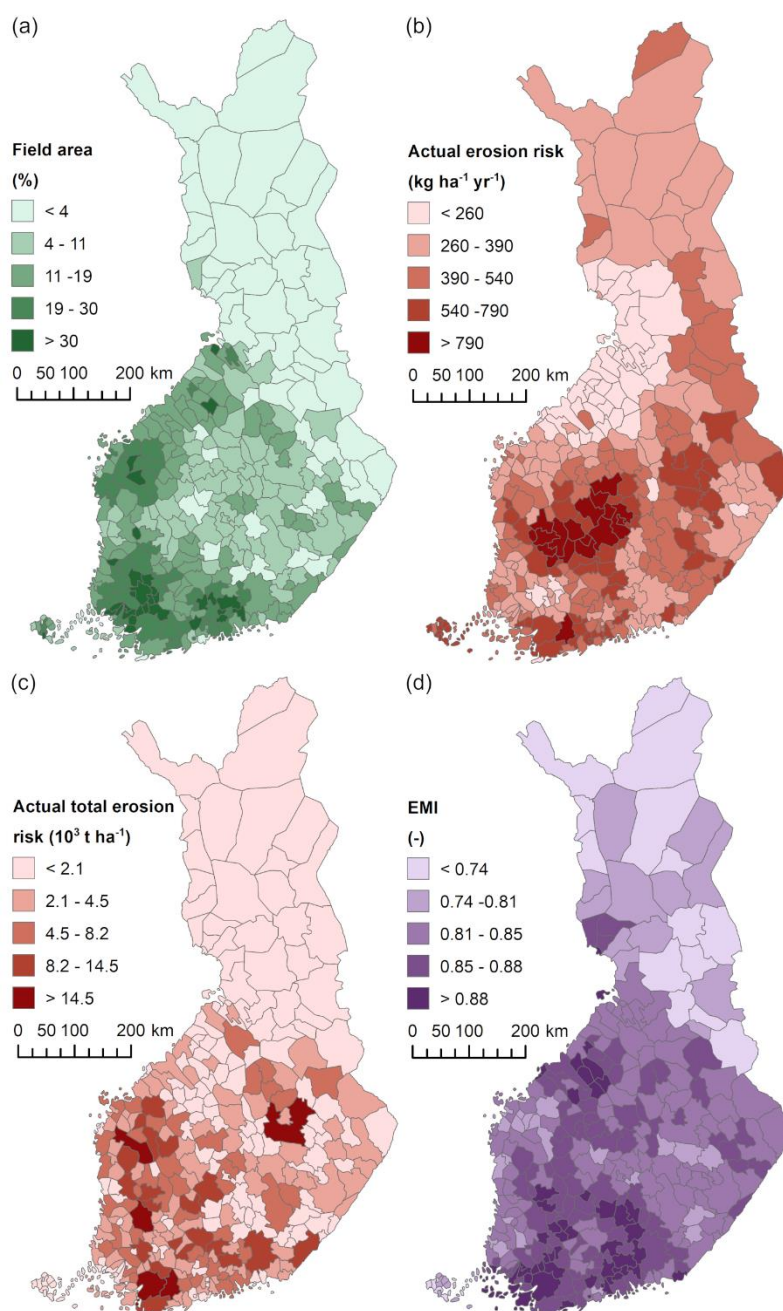 (a)
Field area
(%)
< 4
4 - 11
11 -19
19 - 30
> 30
0 50 100 200 km
(b)
Actual erosion risk
(kg ha⁻¹ yr⁻¹)
< 260
260 - 390
390 - 540
540 -790
> 790
0 50 100 200 km
(c)
Actual total erosion
risk (10³ t ha⁻¹)
< 2.1
2.1 - 4.5
4.5 - 8.2
8.2 - 14.5
> 14.5
0 50 100 200 km
(d)
EMI
(-)
< 0.74
0.74 -0.81
0.81 - 0.85
0.85 - 0.88
> 0.88
0 50 100 200 km